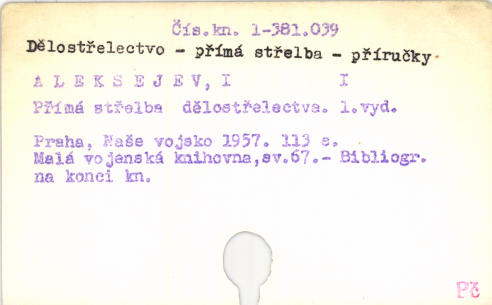 Čís.kn. 1-381.039
Dělostřelectvo - přímá střelba - příručky.
A L E K S E J E V, I I
Přímá střelba dělostřelectva. 1.vyd.
Praha, Naše vojsko 1957. 113 s.
Malá vojenská knihovna,sv.67.- Bibliogr.
na konci kn.
Pč